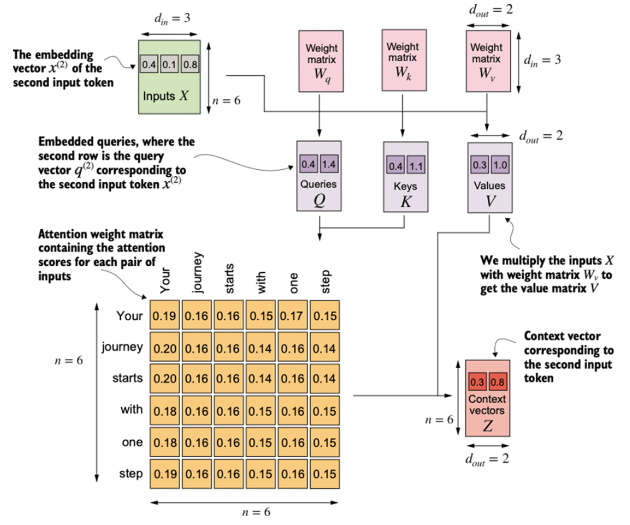 d_in = 3
The embedding
vector x^(2) of the
second input token
0.4 0.1 0.8
Inputs X
n = 6
Weight
matrix
W_q
Weight
matrix
W_k
d_out = 2
Weight
matrix
W_v
d_in = 3
Embedded queries, where the
second row is the query
vector q^(2) corresponding to
the second input token x^(2)
0.4 1.4
Queries
Q
0.4 1.1
Keys
K
d_out = 2
0.3 1.0
Values
V
We multiply the inputs X
with weight matrix W_v to
get the value matrix V
Attention weight matrix
containing the attention
scores for each pair of
inputs
Your journey starts with one step
Your 0.19 0.16 0.16 0.15 0.17 0.15
journey 0.20 0.16 0.16 0.14 0.16 0.14
starts 0.20 0.16 0.16 0.14 0.16 0.14
with 0.18 0.16 0.16 0.15 0.16 0.15
one 0.18 0.16 0.16 0.15 0.16 0.15
step 0.19 0.16 0.16 0.15 0.16 0.15
n = 6
n = 6
Context vector
corresponding to
the second input
token
0.3 0.8
Context
vectors
Z
n = 6
d_out = 2